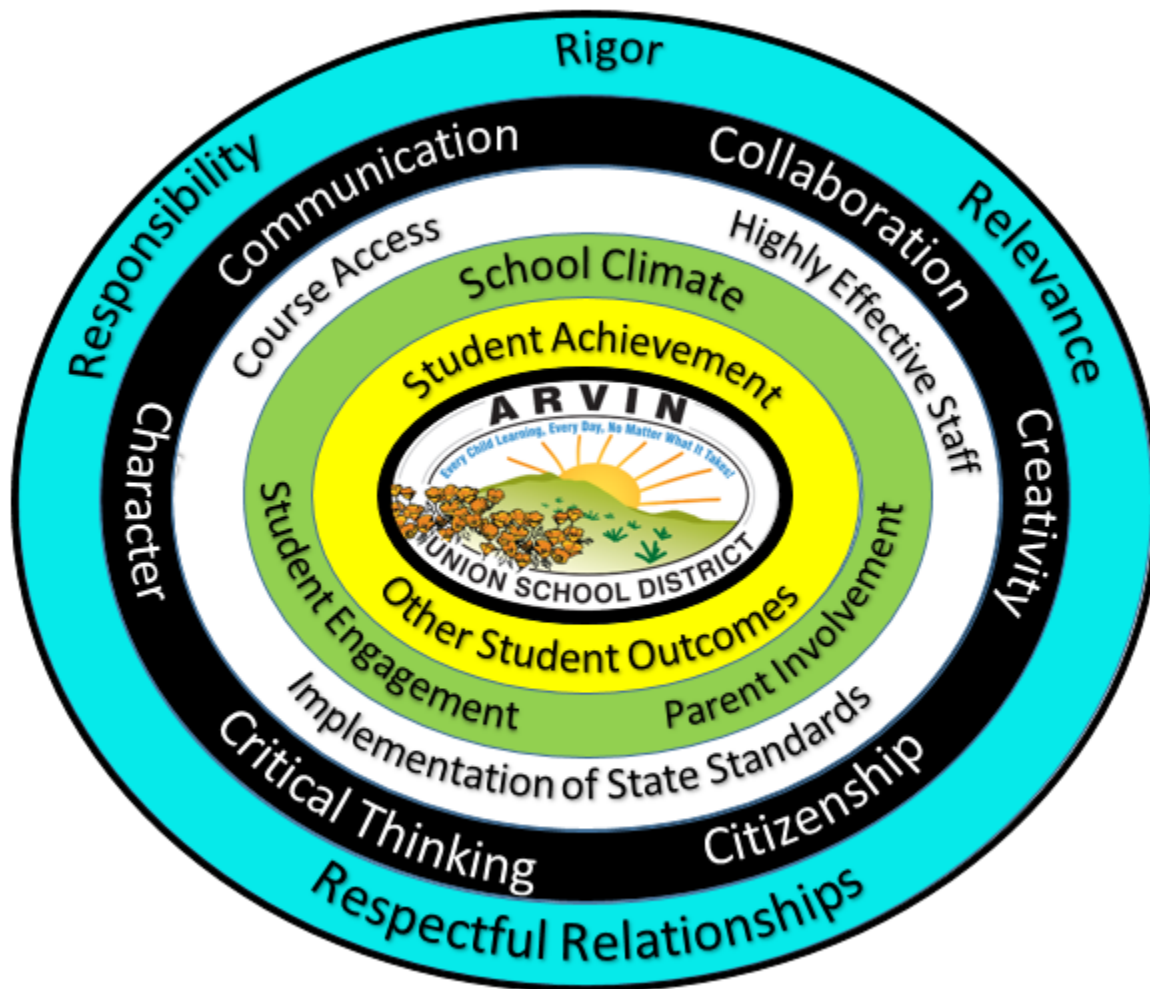 Rigor
Responsibility
Relevance
Respectful Relationships
Communication
Collaboration
Character
Creativity
Critical Thinking
Citizenship
Course Access
Highly Effective Staff
Implementation of State Standards
School Climate
Student Engagement
Parent Involvement
Student Achievement
Other Student Outcomes
ARVIN
Every Child Learning, Every Day, No Matter What It Takes!
UNION SCHOOL DISTRICT